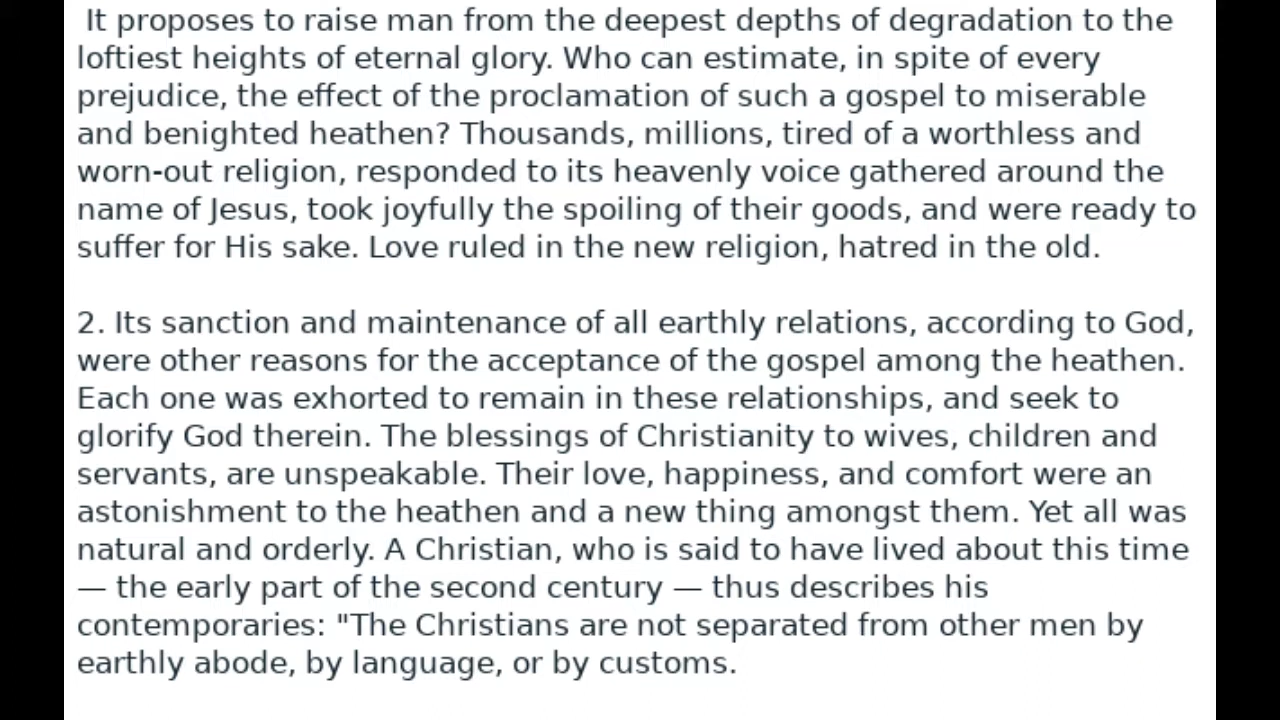 It proposes to raise man from the deepest depths of degradation to the
loftiest heights of eternal glory. Who can estimate, in spite of every
prejudice, the effect of the proclamation of such a gospel to miserable
and benighted heathen? Thousands, millions, tired of a worthless and
worn-out religion, responded to its heavenly voice gathered around the
name of Jesus, took joyfully the spoiling of their goods, and were ready to
suffer for His sake. Love ruled in the new religion, hatred in the old.
2. Its sanction and maintenance of all earthly relations, according to God,
were other reasons for the acceptance of the gospel among the heathen.
Each one was exhorted to remain in these relationships, and seek to
glorify God therein. The blessings of Christianity to wives, children and
servants, are unspeakable. Their love, happiness, and comfort were an
astonishment to the heathen and a new thing amongst them. Yet all was
natural and orderly. A Christian, who is said to have lived about this time
— the early part of the second century — thus describes his
contemporaries: "The Christians are not separated from other men by
earthly abode, by language, or by customs.